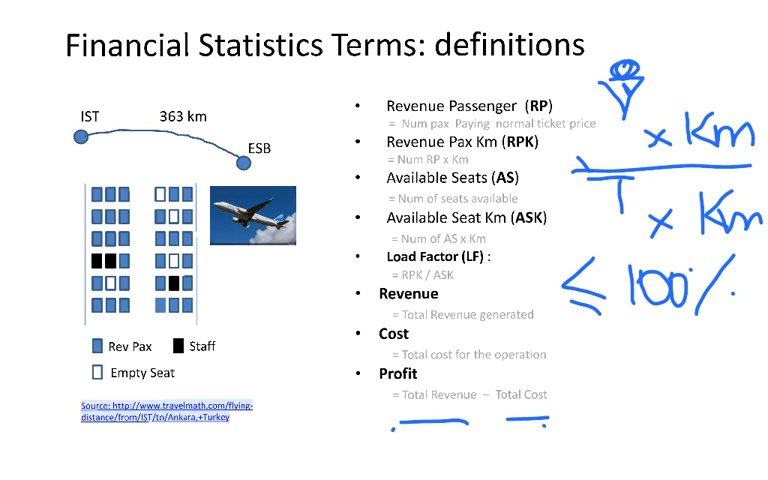 Financial Statistics Terms: definitions
IST
363 km
ESB
Rev Pax
Staff
Empty Seat
Source: http://www.travelmath.com/flying-
distance/from/IST/to/Ankara,+Turkey
• Revenue Passenger (RP)
= Num pax Paying normal ticket price
• Revenue Pax Km (RPK)
= Num RP x Km
• Available Seats (AS)
= Num of seats available
• Available Seat Km (ASK)
= Num of AS x Km
• Load Factor (LF) :
= RPK / ASK
• Revenue
= Total Revenue generated
• Cost
= Total cost for the operation
• Profit
= Total Revenue – Total Cost
x Km
x Km
≤ 100%